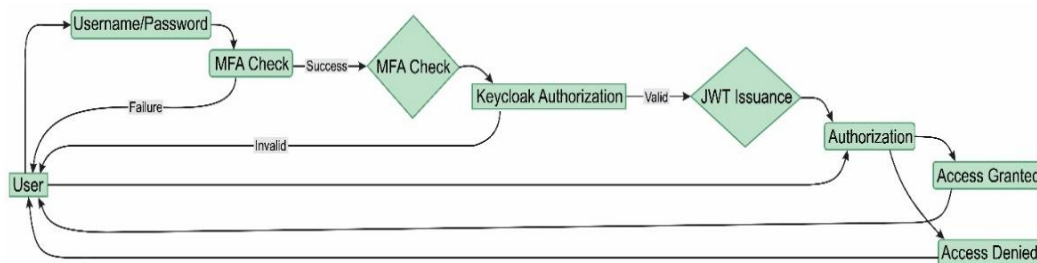 Username/Password
MFA Check
Success
MFA Check
Failure
Keycloak Authorization
Valid
JWT Issuance
Invalid
Authorization
User
Access Granted
Access Denied